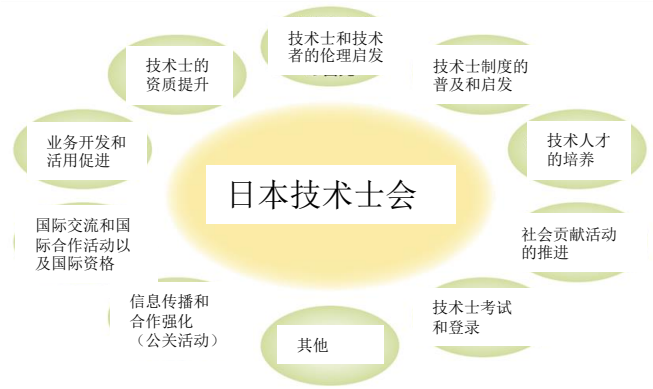 技术士和技术
者的伦理启发
技术士的
资质提升
技术士制度的
普及和启发
业务开发和
活用促进
技术人才
的培养
日本技术士会
国际交流和国
际合作活动以
及国际资格
社会贡献活动
的推进
信息传播和
合作强化
（公关活动）
技术士考试
和登录
其他